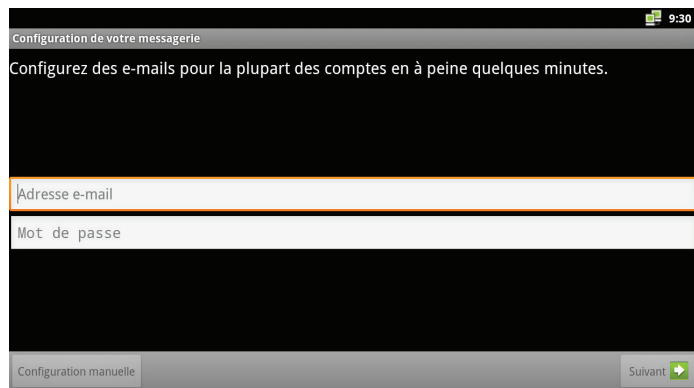 9:30
Configuration de votre messagerie
Configurez des e-mails pour la plupart des comptes en à peine quelques minutes.
Adresse e-mail
Mot de passe
Configuration manuelle
Suivant